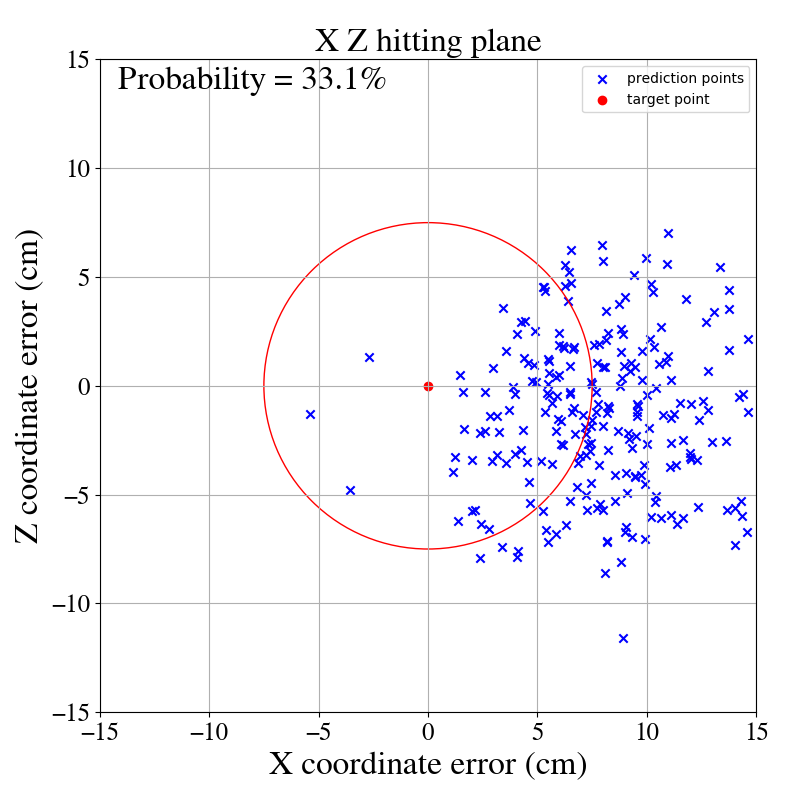 X Z hitting plane
Probability = 33.1%
prediction points
target point
15
10
5
0
−5
−10
−15
Z coordinate error (cm)
−15
−10
−5
0
5
10
15
X coordinate error (cm)